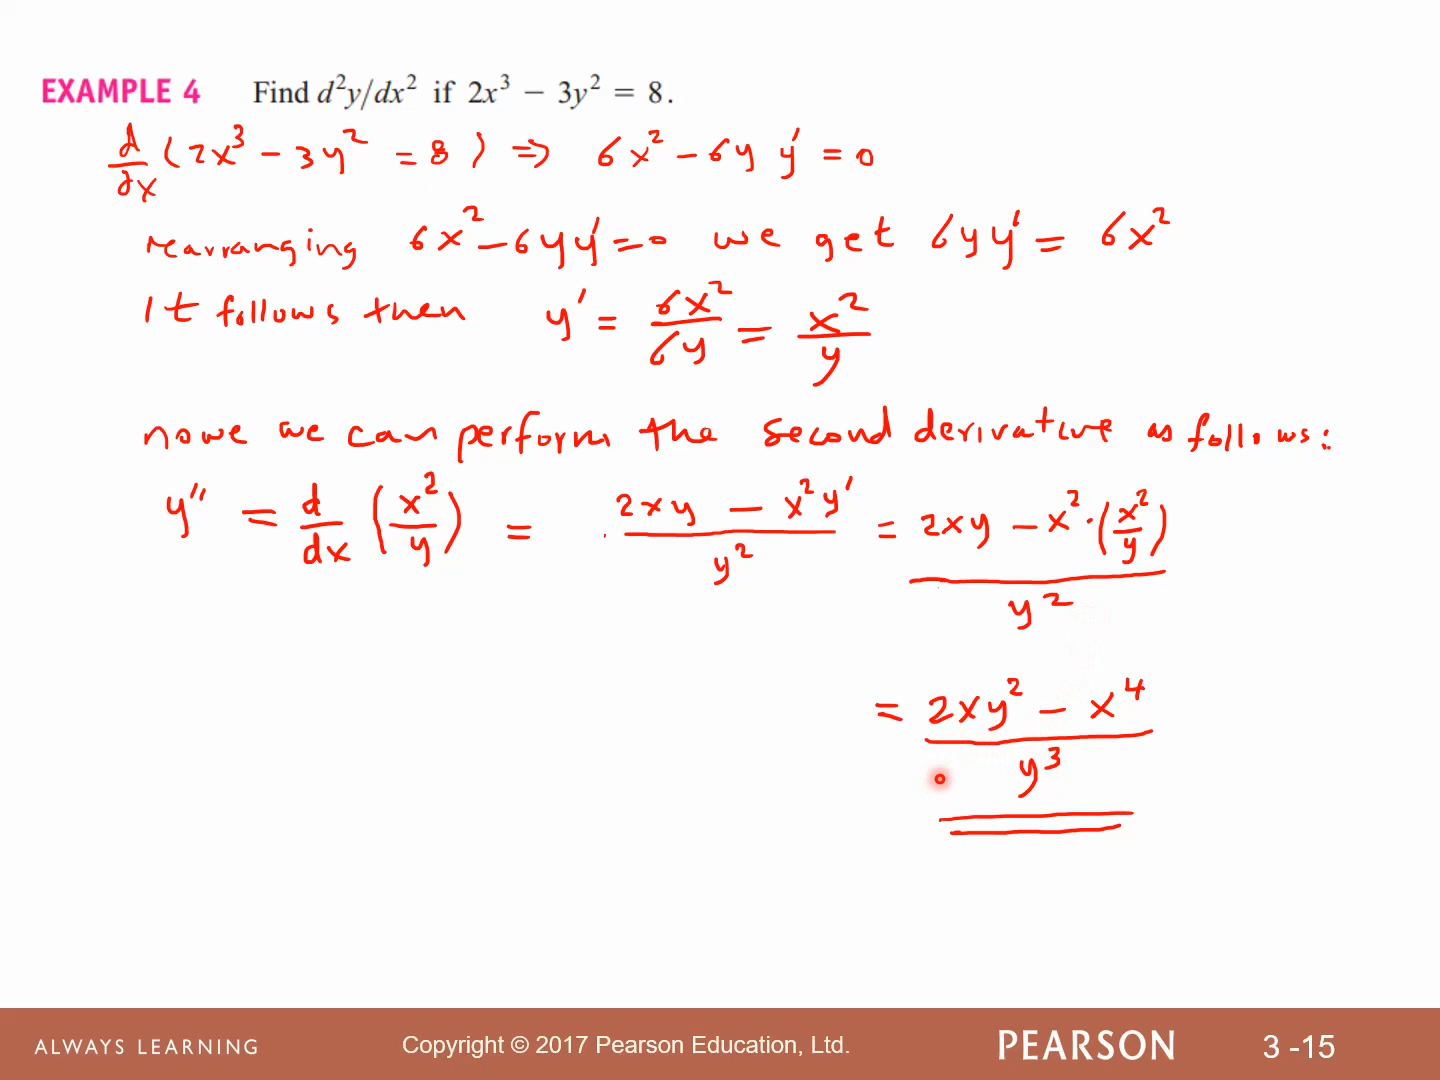 EXAMPLE 4 Find d²y/dx² if 2x³ − 3y² = 8.
d/dx (2x³ − 3y² = 8) ⇒ 6x² − 6y y' = 0
rearranging 6x² − 6yy' = 0 we get 6yy' = 6x²
It follows then y' = 6x²/6y = x²/y
nowe we can perform the second derivative as follows:
y'' = d/dx (x²/y) = (2xy − x²y')/y² = (2xy − x²·(x²/y))/y²
= (2xy² − x⁴)/y³
ALWAYS LEARNING Copyright © 2017 Pearson Education, Ltd. PEARSON 3 -15